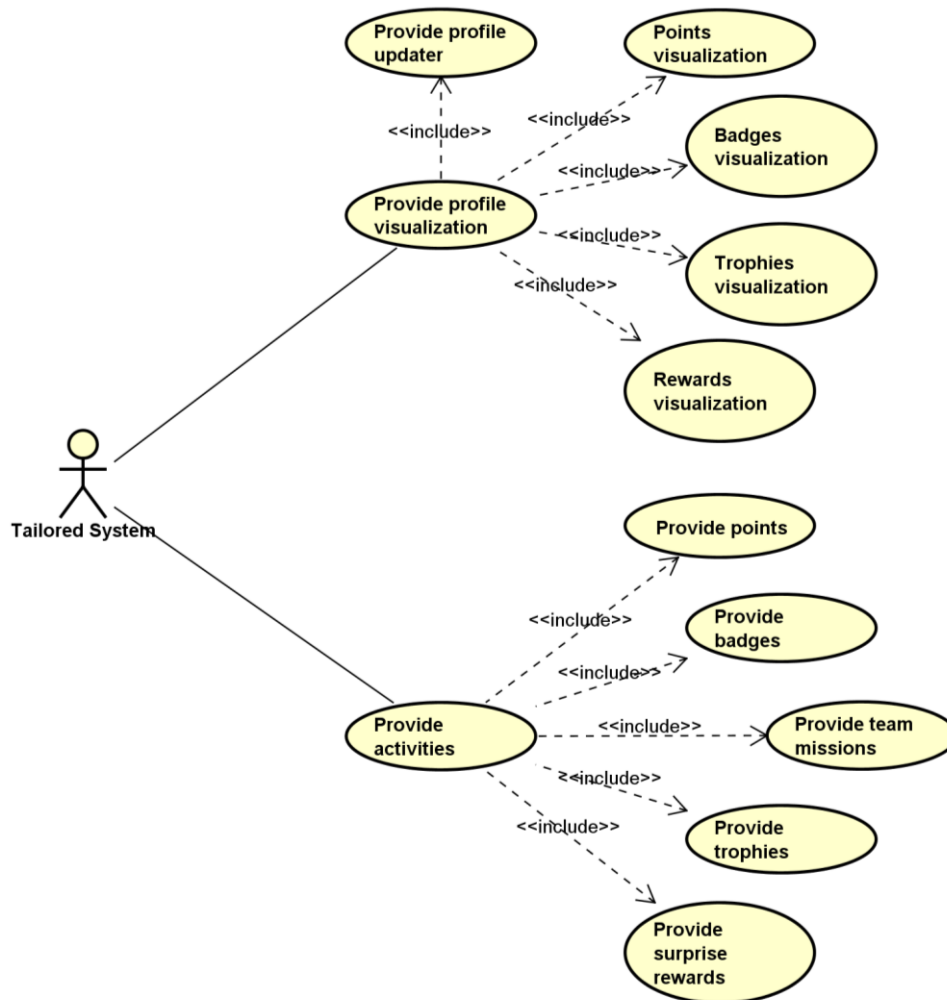 Provide profile
updater
Points
visualization
<<include>>
<<include>>
Badges
visualization
<<include>>
Provide profile
visualization
<<include>>
Trophies
visualization
<<include>>
Rewards
visualization
Tailored System
Provide points
<<include>>
Provide
badges
<<include>>
Provide
activities
<<include>>
Provide team
missions
<<include>>
Provide
trophies
<<include>>
Provide
surprise
rewards